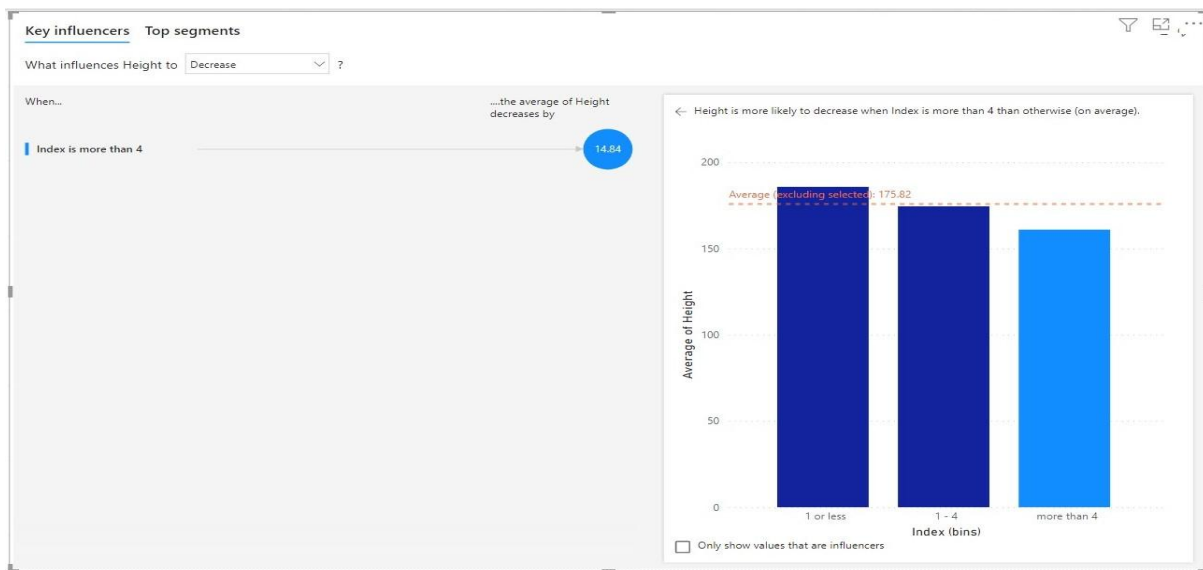 Key influencers Top segments
What influences Height to Decrease ?
When...
....the average of Height
decreases by
Index is more than 4
14.84
Height is more likely to decrease when Index is more than 4 than otherwise (on average).
200
Average (excluding selected): 175.82
150
100
50
0
Average of Height
1 or less 1 - 4 more than 4
Index (bins)
Only show values that are influencers